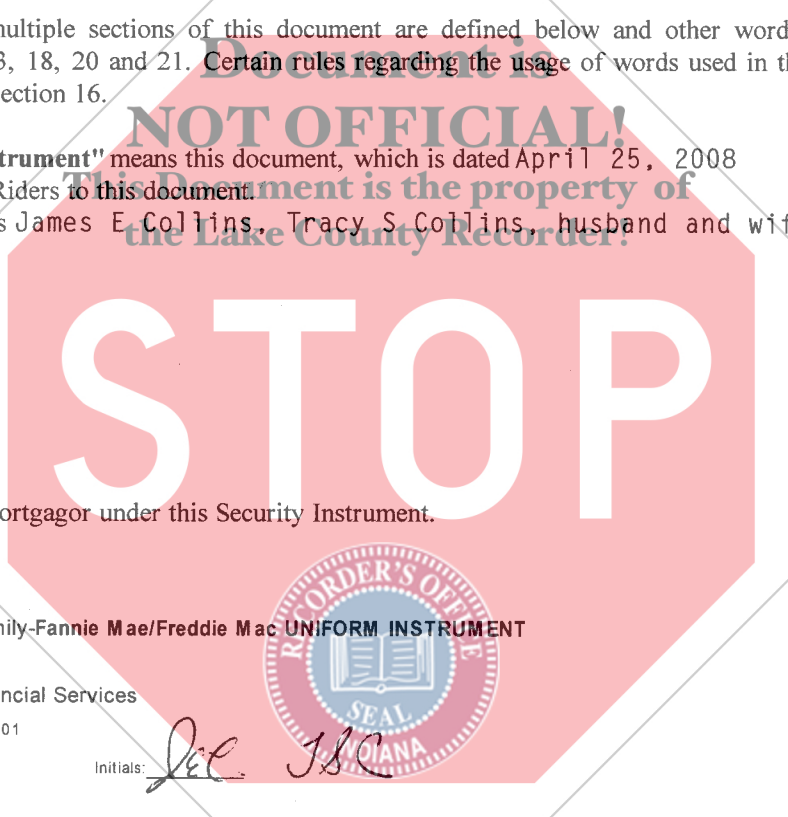 multiple sections of this document are defined below and other word
3, 18, 20 and 21. Certain rules regarding the usage of words used in th
ection 16.
Document is
NOT OFFICIAL!
trument" means this document, which is dated April 25, 2008
Riders to this document.
This Document is the property of
s James E Collins, Tracy S Collins, husband and wif
the Lake County Recorder!
STOP
ortgagor under this Security Instrument.
RECORDER'S OFFICE
SEAL
INDIANA
nily-Fannie Mae/Freddie Mac UNIFORM INSTRUMENT
ncial Services
01
Initials: JEC TSC